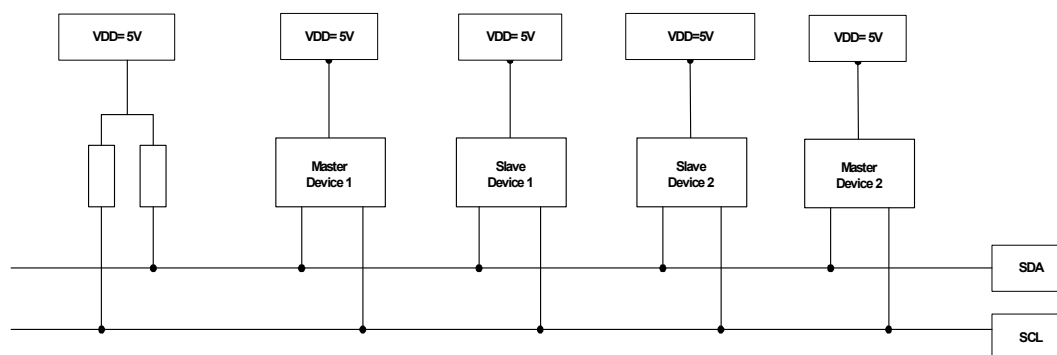 VDD= 5V
VDD= 5V
VDD= 5V
VDD=5V
VDD= 5V
Master
Device 1
Slave
Device 1
Slave
Device 2
Master
Device 2
SDA
SCL